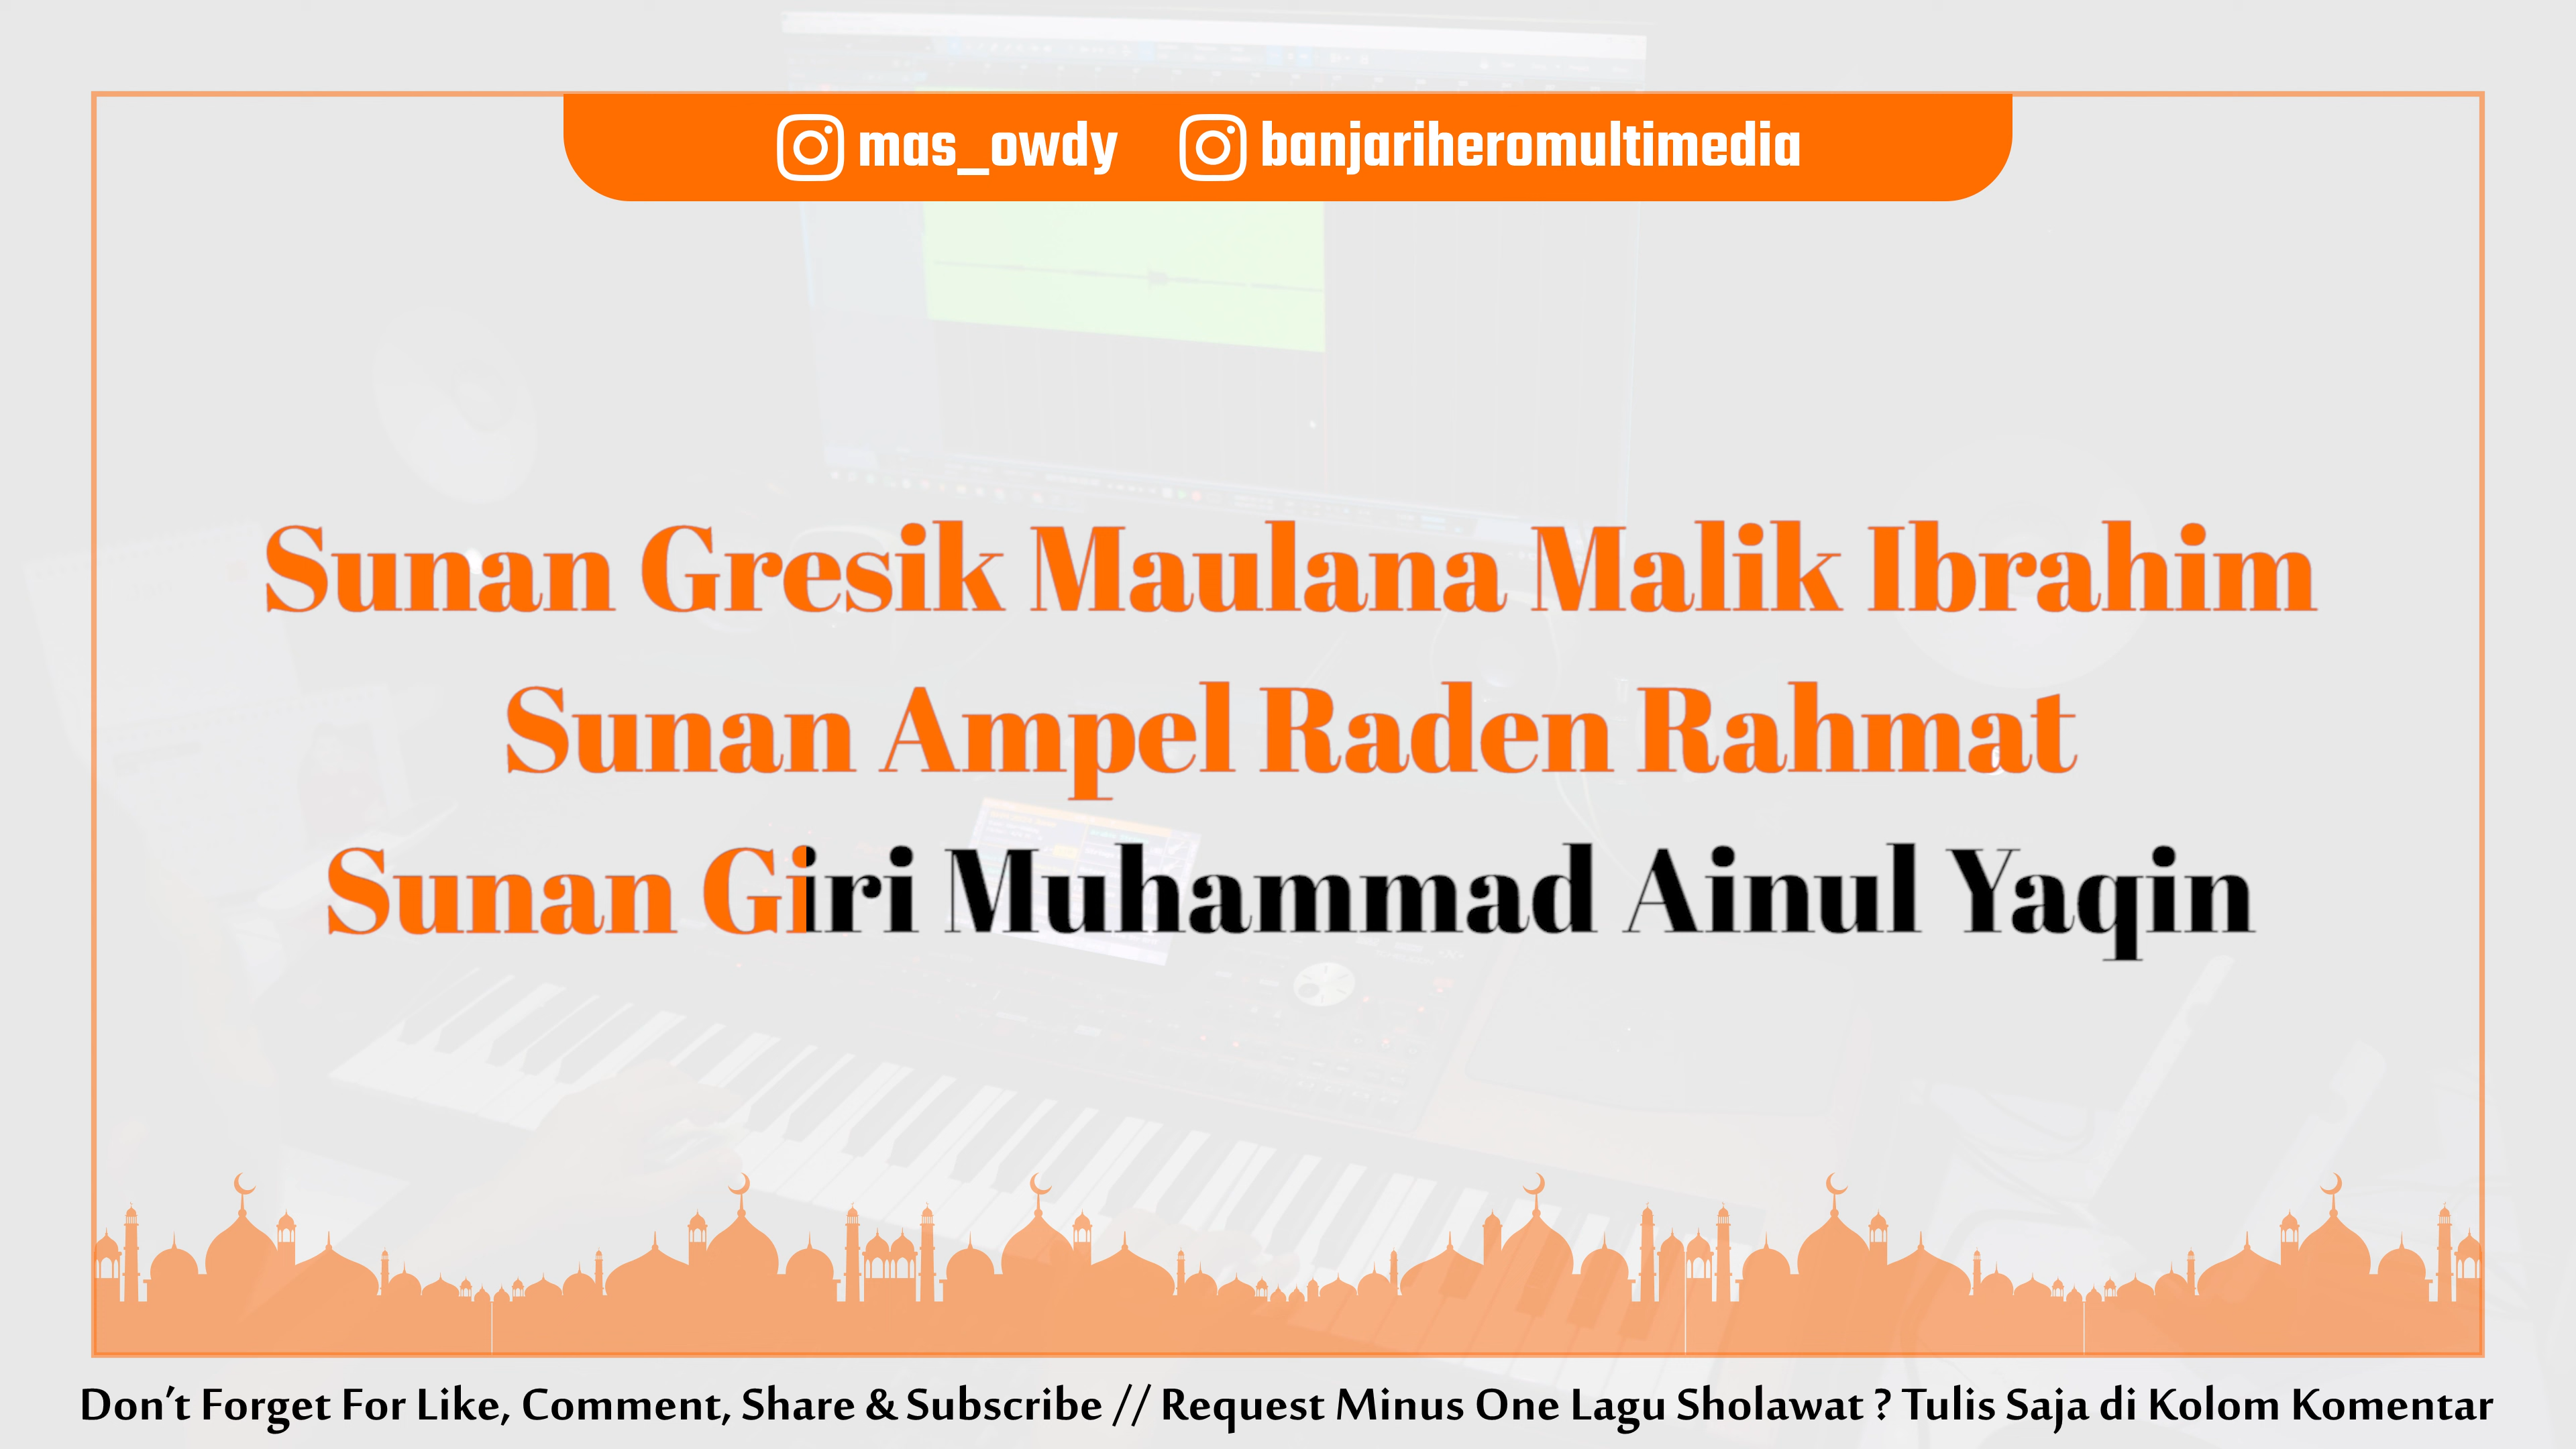 mas_owdy banjariheromultimedia
Sunan Gresik Maulana Malik Ibrahim
Sunan Ampel Raden Rahmat
Sunan Giri Muhammad Ainul Yaqin
Don't Forget For Like, Comment, Share & Subscribe // Request Minus One Lagu Sholawat ? Tulis Saja di Kolom Komentar